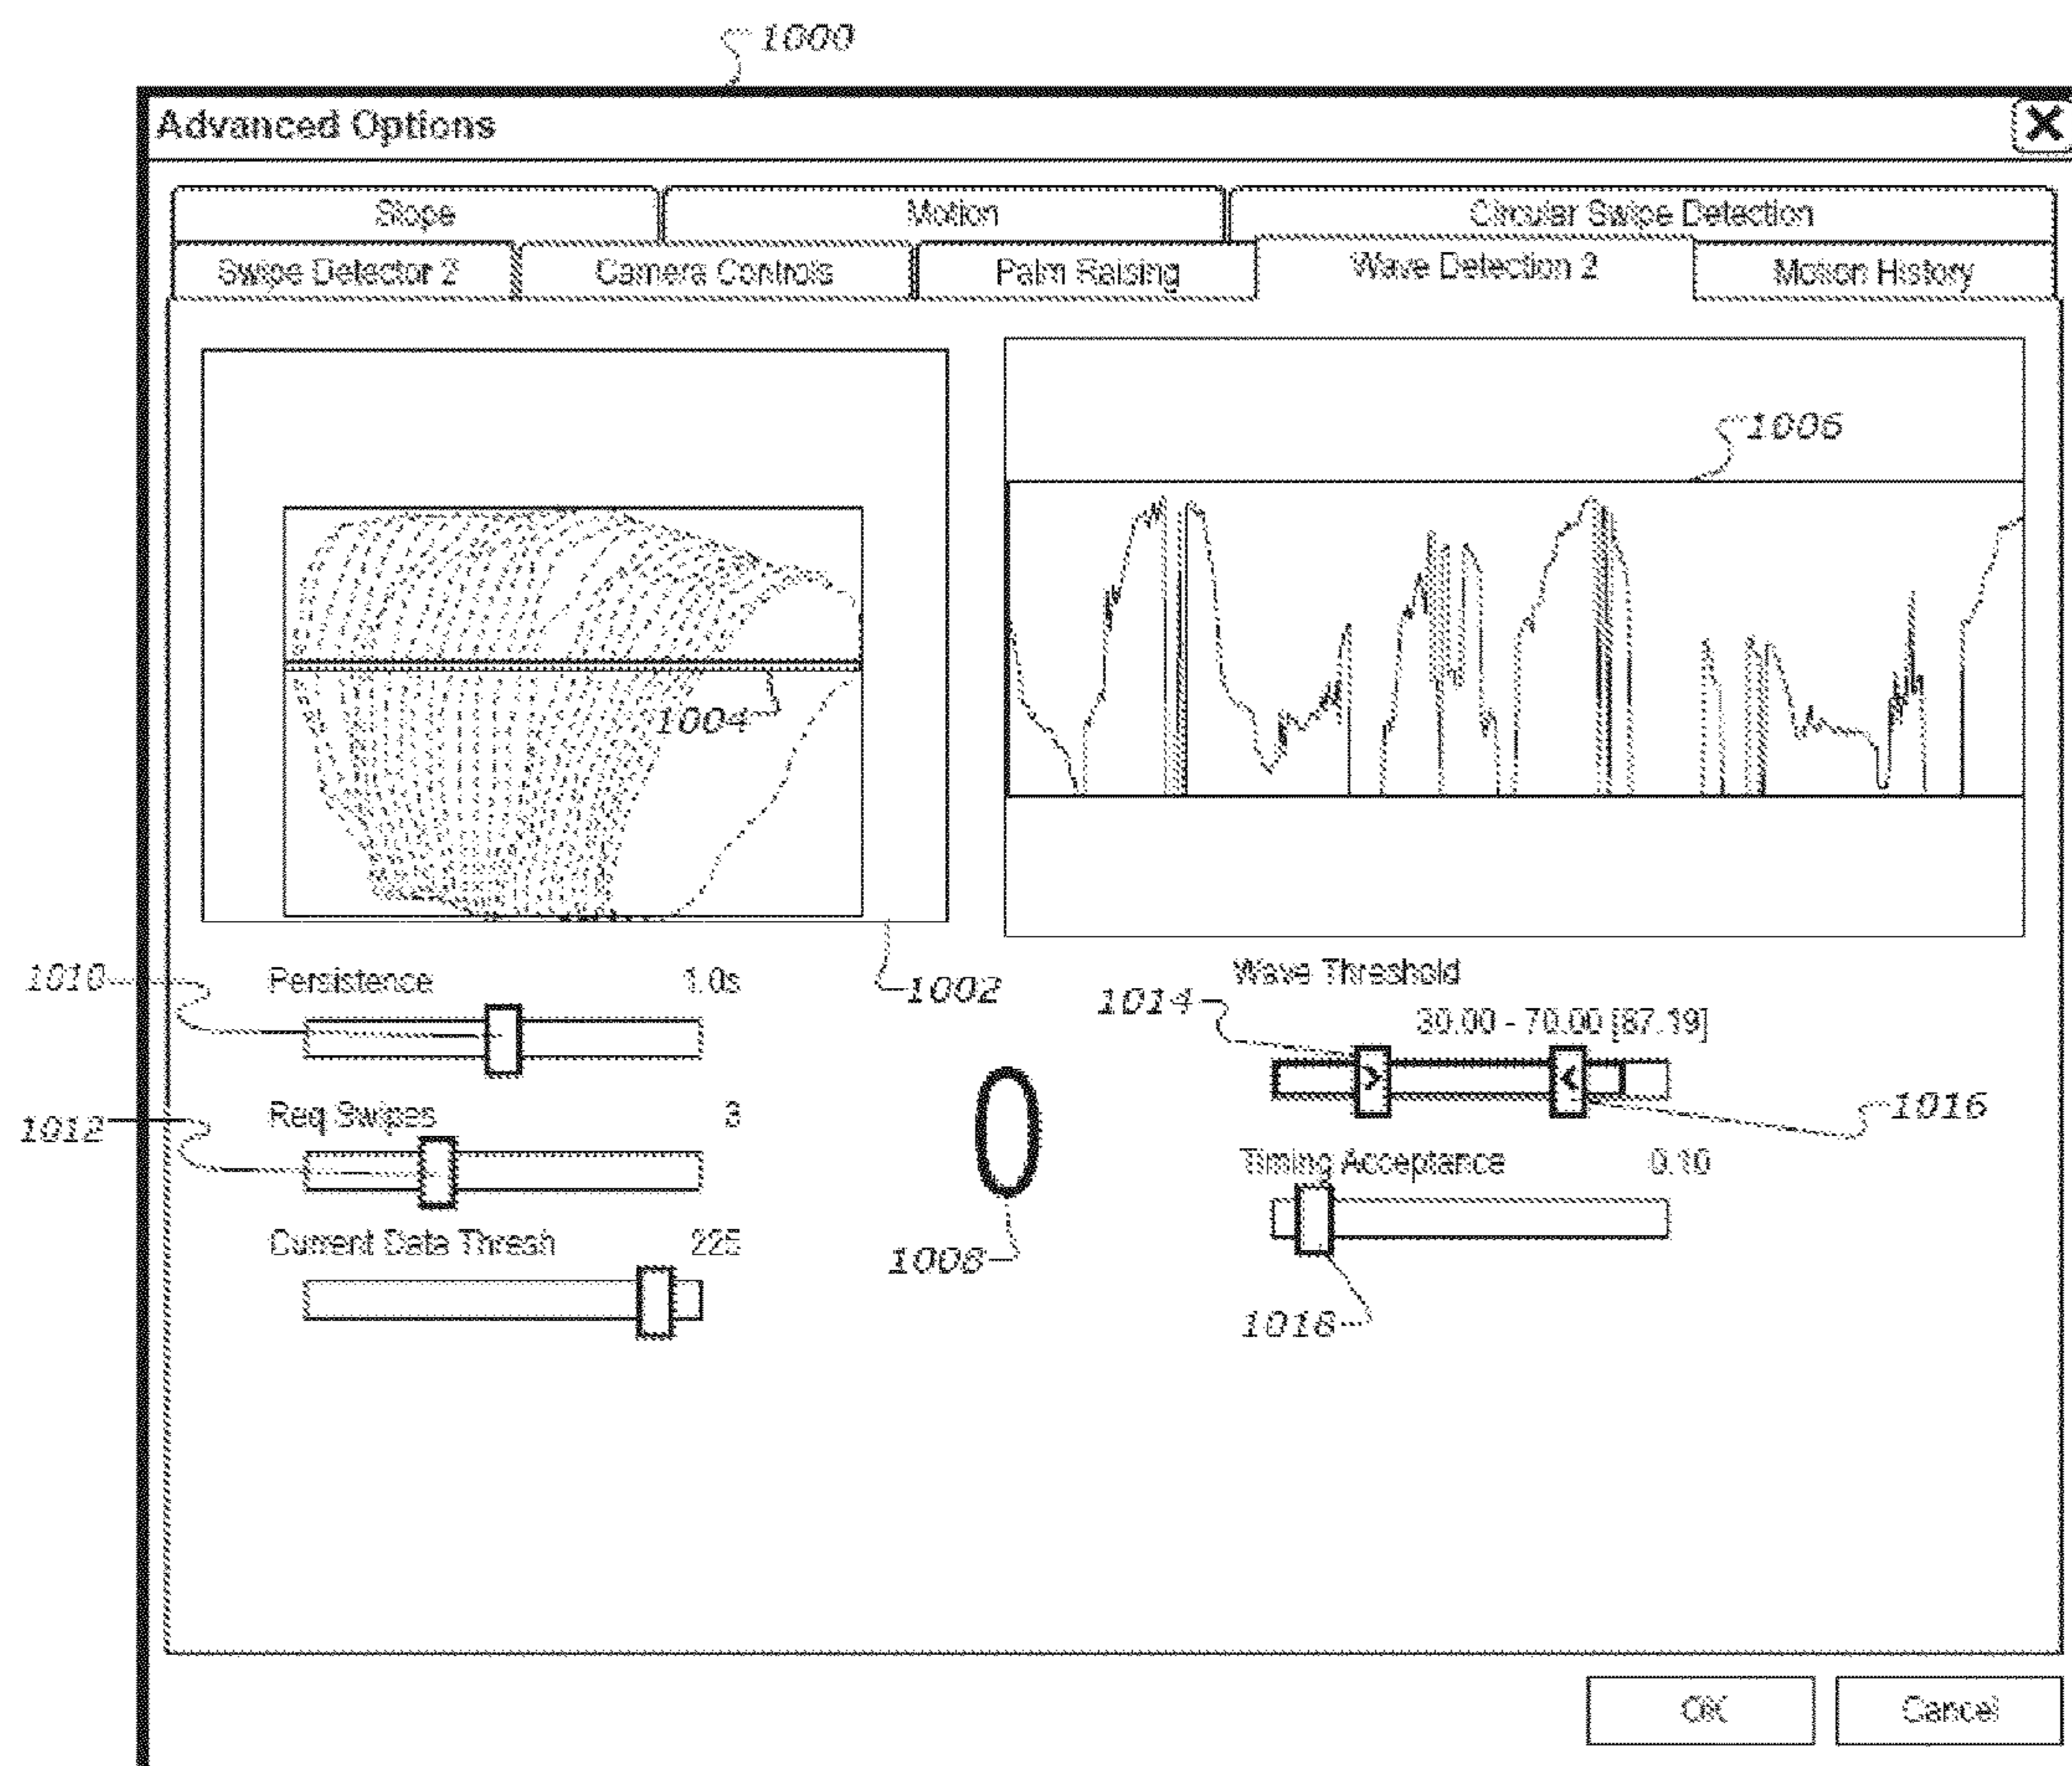 1000
Advanced Options
Slope Motion Circular Swipe Detection
Swipe Detector 2 Camera Controls Palm Raising Wave Detection 2 Motion History
1006
1004
1010
Persistence 1.0s
1002
Wave Threshold
1014
30.00 - 70.00 [87.19]
1012
Req Swipes 3
1016
Timing Acceptance 0.10
Current Data Thresh 225
1008
1018
OK Cancel